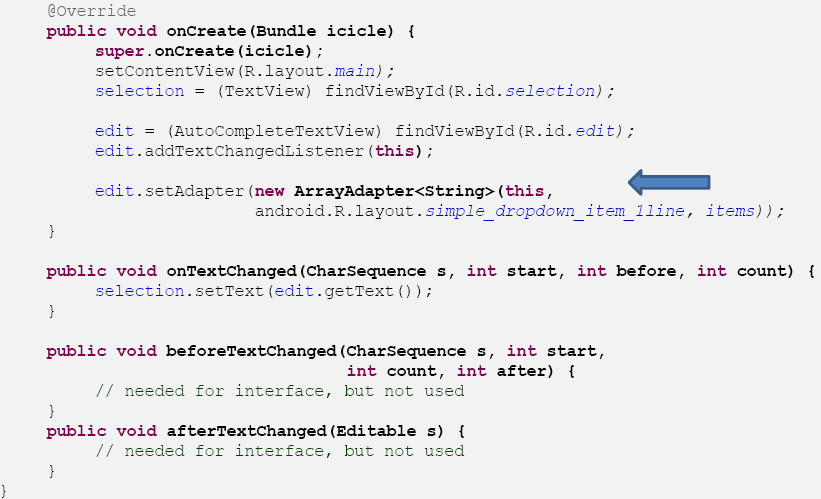 @Override
public void onCreate(Bundle icicle) {
super.onCreate(icicle);
setContentView(R.layout.main);
selection = (TextView) findViewById(R.id.selection);
edit = (AutoCompleteTextView) findViewById(R.id.edit);
edit.addTextChangedListener(this);
edit.setAdapter(new ArrayAdapter<String>(this,
android.R.layout.simple_dropdown_item_1line, items));
}
public void onTextChanged(CharSequence s, int start, int before, int count) {
selection.setText(edit.getText());
}
public void beforeTextChanged(CharSequence s, int start,
int count, int after) {
// needed for interface, but not used
}
public void afterTextChanged(Editable s) {
// needed for interface, but not used
}
}